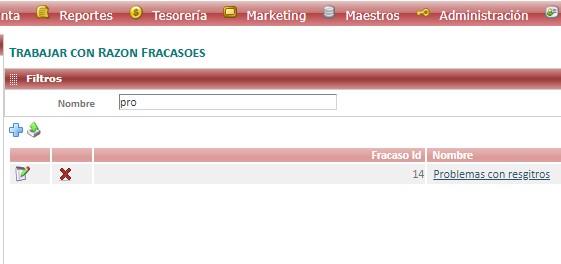 nta Reportes Tesorería Marketing Maestros Administración
TRABAJAR CON RAZON FRACASOES
Filtros
Nombre pro
Fracaso Id Nombre
14 Problemas con resgitros